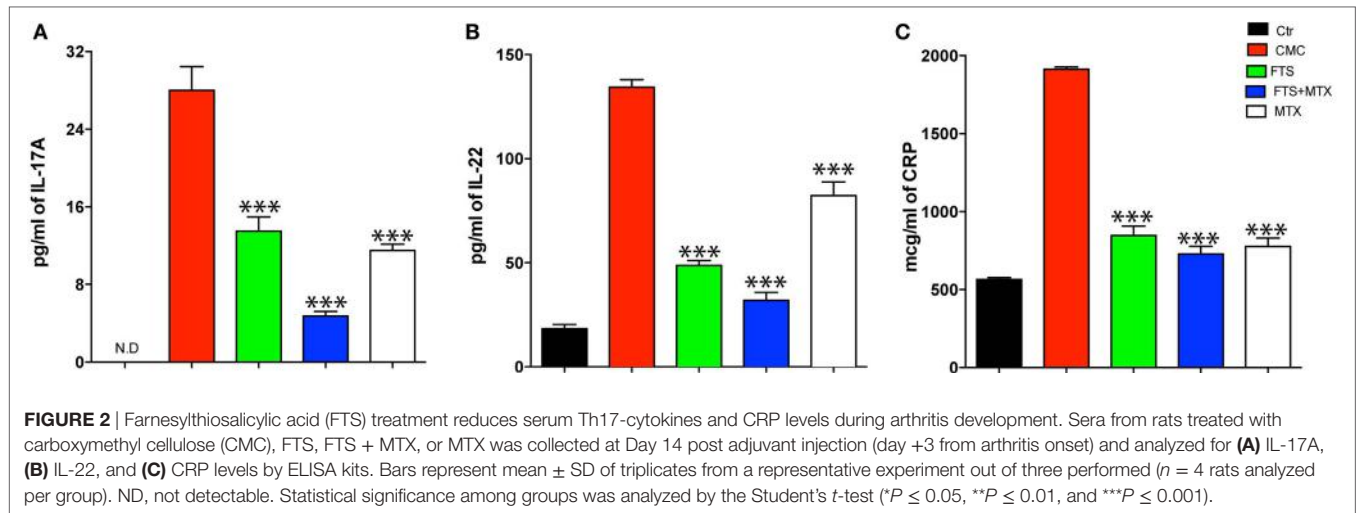 A
pg/ml of IL-17A
32
24
16
8
0
N.D
***
***
***
B
pg/ml of IL-22
150
100
50
0
***
***
***
C
mcg/ml of CRP
2000
1500
1000
500
0
***
***
***
Ctr
CMC
FTS
FTS+MTX
MTX
FIGURE 2 | Farnesylthiosalicylic acid (FTS) treatment reduces serum Th17-cytokines and CRP levels during arthritis development. Sera from rats treated with
carboxymethyl cellulose (CMC), FTS, FTS + MTX, or MTX was collected at Day 14 post adjuvant injection (day +3 from arthritis onset) and analyzed for (A) IL-17A,
(B) IL-22, and (C) CRP levels by ELISA kits. Bars represent mean ± SD of triplicates from a representative experiment out of three performed (n = 4 rats analyzed
per group). ND, not detectable. Statistical significance among groups was analyzed by the Student's t-test (*P ≤ 0.05, **P ≤ 0.01, and ***P ≤ 0.001).